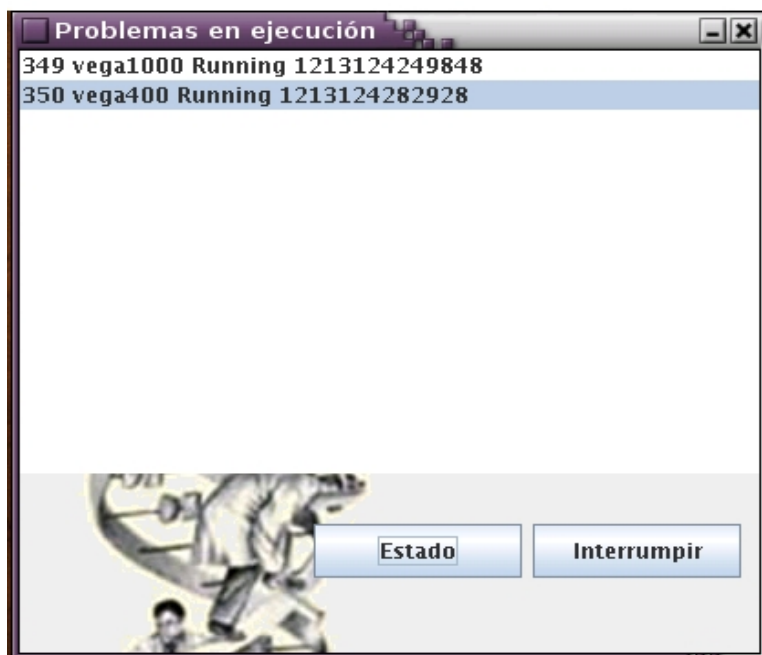 Problemas en ejecución
349 vega1000 Running 1213124249848
350 vega400 Running 1213124282928
Estado
Interrumpir